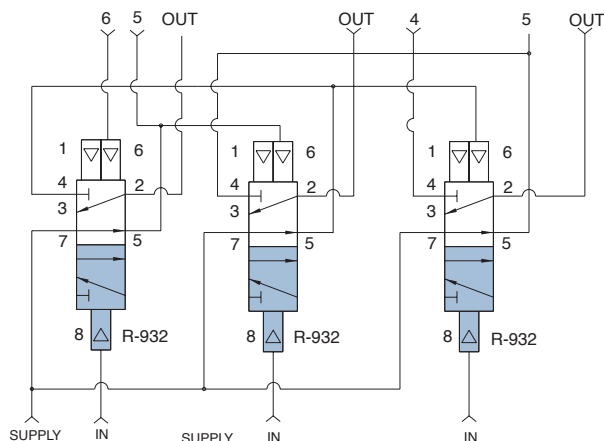 6 5 OUT OUT 4 5 OUT
1 6 1 6 1 6
4 2 4 2 4 2
3 3 3
7 5 7 5 7 5
8 R-932 8 R-932 8 R-932
SUPPLY IN SUPPLY IN IN